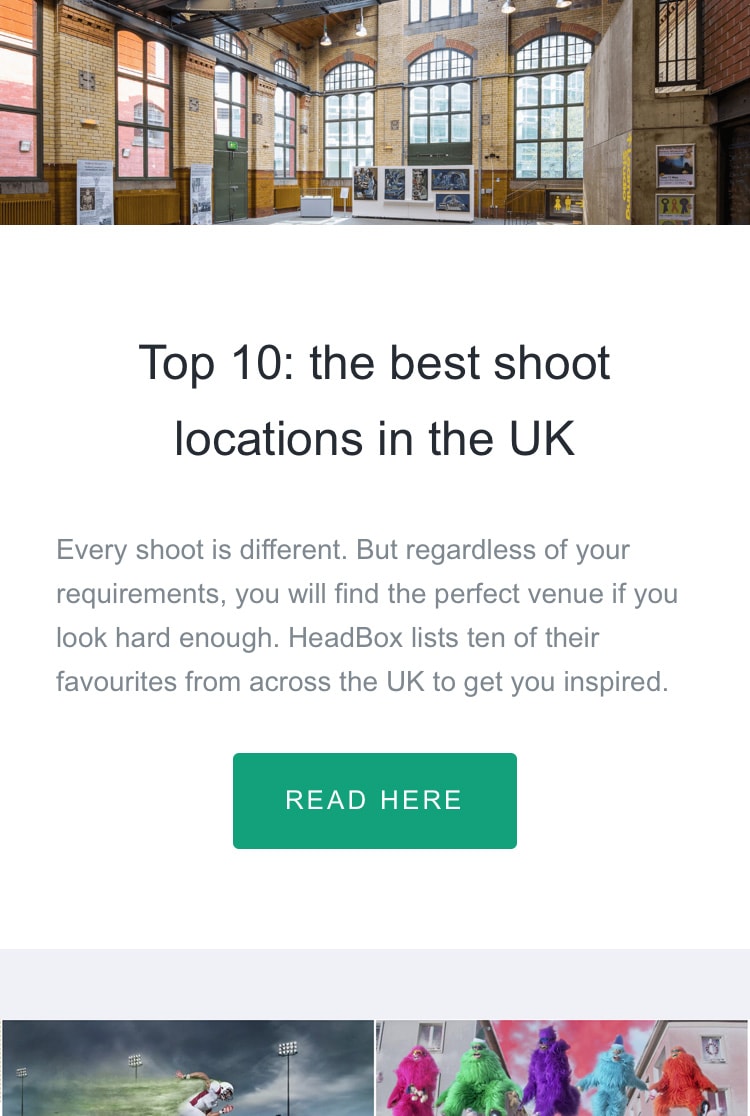 Top 10: the best shoot
locations in the UK
Every shoot is different. But regardless of your
requirements, you will find the perfect venue if you
look hard enough. HeadBox lists ten of their
favourites from across the UK to get you inspired.
READ HERE